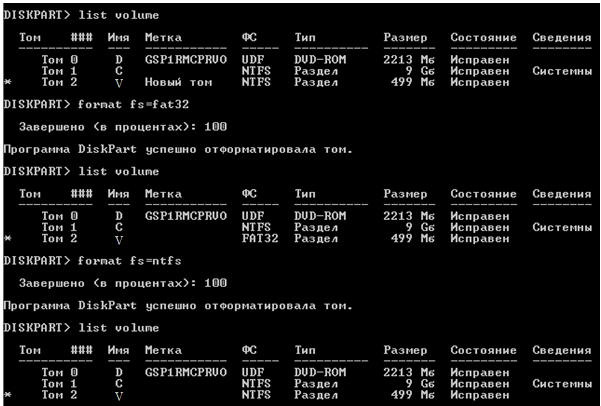 DISKPART> list volume
Том ### Имя Метка ФС Тип Размер Состояние Сведения
---------- --- ----------- ----- ---------- ------- --------- --------
Том 0 D GSP1RMCPRVO UDF DVD-ROM 2213 Мб Исправен
Том 1 C NTFS Раздел 9 Gб Исправен Системны
* Том 2 V Новый том NTFS Раздел 499 Мб Исправен
DISKPART> format fs=fat32
Завершено (в процентах): 100
Программа DiskPart успешно отформатировала том.
DISKPART> list volume
Том ### Имя Метка ФС Тип Размер Состояние Сведения
---------- --- ----------- ----- ---------- ------- --------- --------
Том 0 D GSP1RMCPRVO UDF DVD-ROM 2213 Мб Исправен
Том 1 C NTFS Раздел 9 Gб Исправен Системны
* Том 2 V FAT32 Раздел 499 Мб Исправен
DISKPART> format fs=ntfs
Завершено (в процентах): 100
Программа DiskPart успешно отформатировала том.
DISKPART> list volume
Том ### Имя Метка ФС Тип Размер Состояние Сведения
---------- --- ----------- ----- ---------- ------- --------- --------
Том 0 D GSP1RMCPRVO UDF DVD-ROM 2213 Мб Исправен
Том 1 C NTFS Раздел 9 Gб Исправен Системны
* Том 2 V NTFS Раздел 499 Мб Исправен